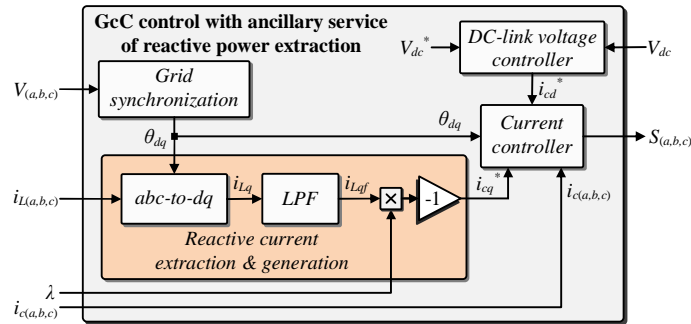 GcC control with ancillary service
of reactive power extraction
DC-link voltage
controller
V_dc*
V_dc
V_(a,b,c)
Grid
synchronization
i_cd*
θ_dq
θ_dq
Current
controller
S_(a,b,c)
i_L(a,b,c)
abc-to-dq
i_Lq
LPF
i_Lqf
×
-1
i_cq*
i_c(a,b,c)
Reactive current
extraction & generation
λ
i_c(a,b,c)